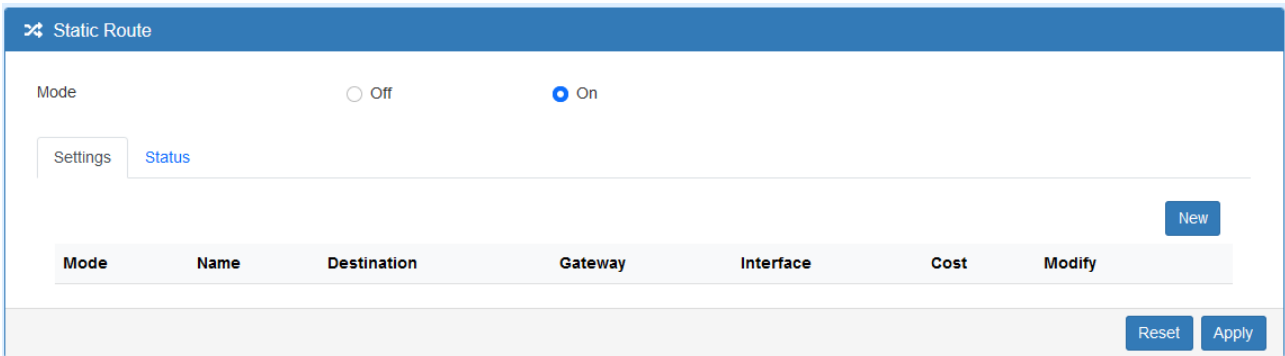 Static Route
Mode Off On
Settings Status
New
Mode Name Destination Gateway Interface Cost Modify
Reset Apply